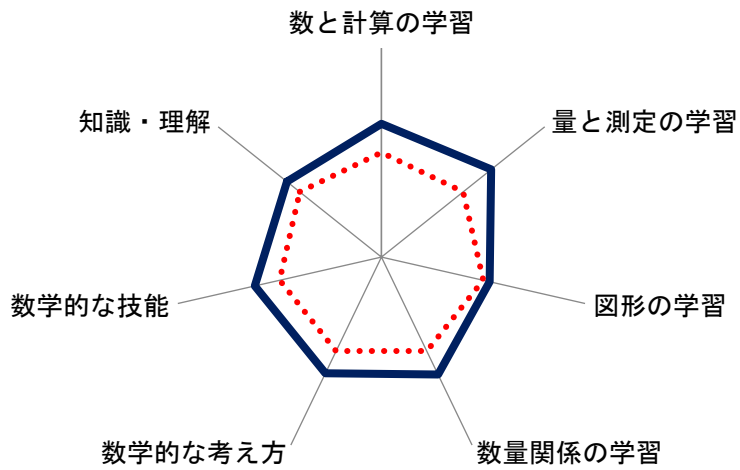 数と計算の学習
知識・理解
量と測定の学習
数学的な技能
図形の学習
数学的な考え方
数量関係の学習